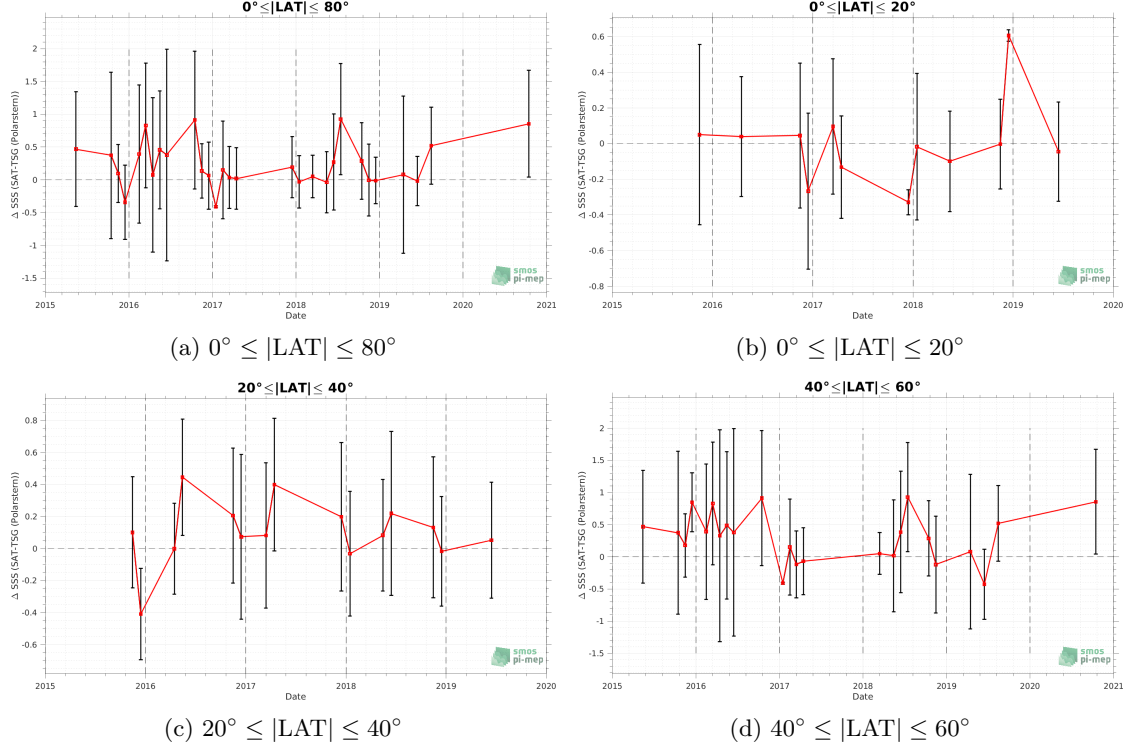 0°≤|LAT|≤ 80°
Δ SSS (SAT-TSG (Polarstern))
2
1.5
1
0.5
0
-0.5
-1
-1.5
2015 2016 2017 2018 2019 2020 2021
Date
smos
pi-mep
(a) 0° ≤ |LAT| ≤ 80°
0°≤|LAT|≤ 20°
Δ SSS (SAT-TSG (Polarstern))
0.6
0.4
0.2
0
-0.2
-0.4
-0.6
-0.8
2015 2016 2017 2018 2019 2020
Date
smos
pi-mep
(b) 0° ≤ |LAT| ≤ 20°
20°≤|LAT|≤ 40°
Δ SSS (SAT-TSG (Polarstern))
0.8
0.6
0.4
0.2
0
-0.2
-0.4
-0.6
2015 2016 2017 2018 2019 2020
Date
smos
pi-mep
(c) 20° ≤ |LAT| ≤ 40°
40°≤|LAT|≤ 60°
Δ SSS (SAT-TSG (Polarstern))
2
1.5
1
0.5
0
-0.5
-1
-1.5
2015 2016 2017 2018 2019 2020 2021
Date
smos
pi-mep
(d) 40° ≤ |LAT| ≤ 60°